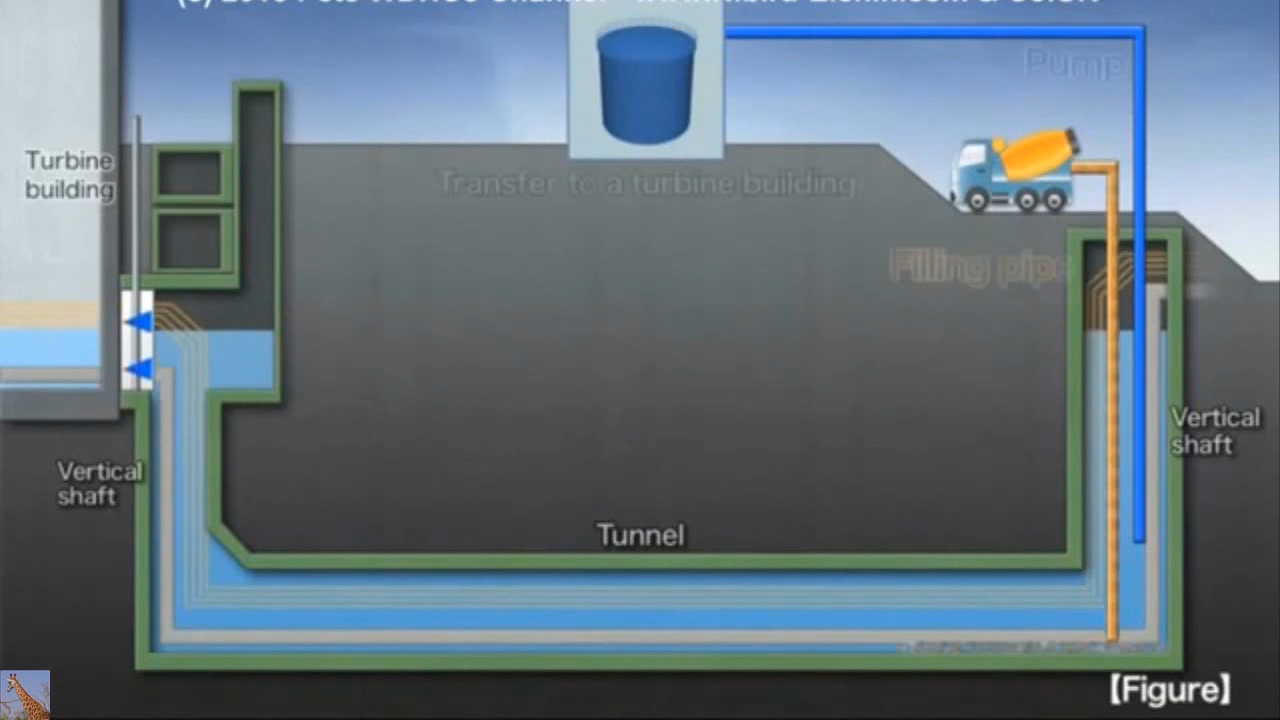 Pump
Turbine
building
Transfer to a turbine building
Filling pipe
Vertical
shaft
Vertical
shaft
Tunnel
【Figure】